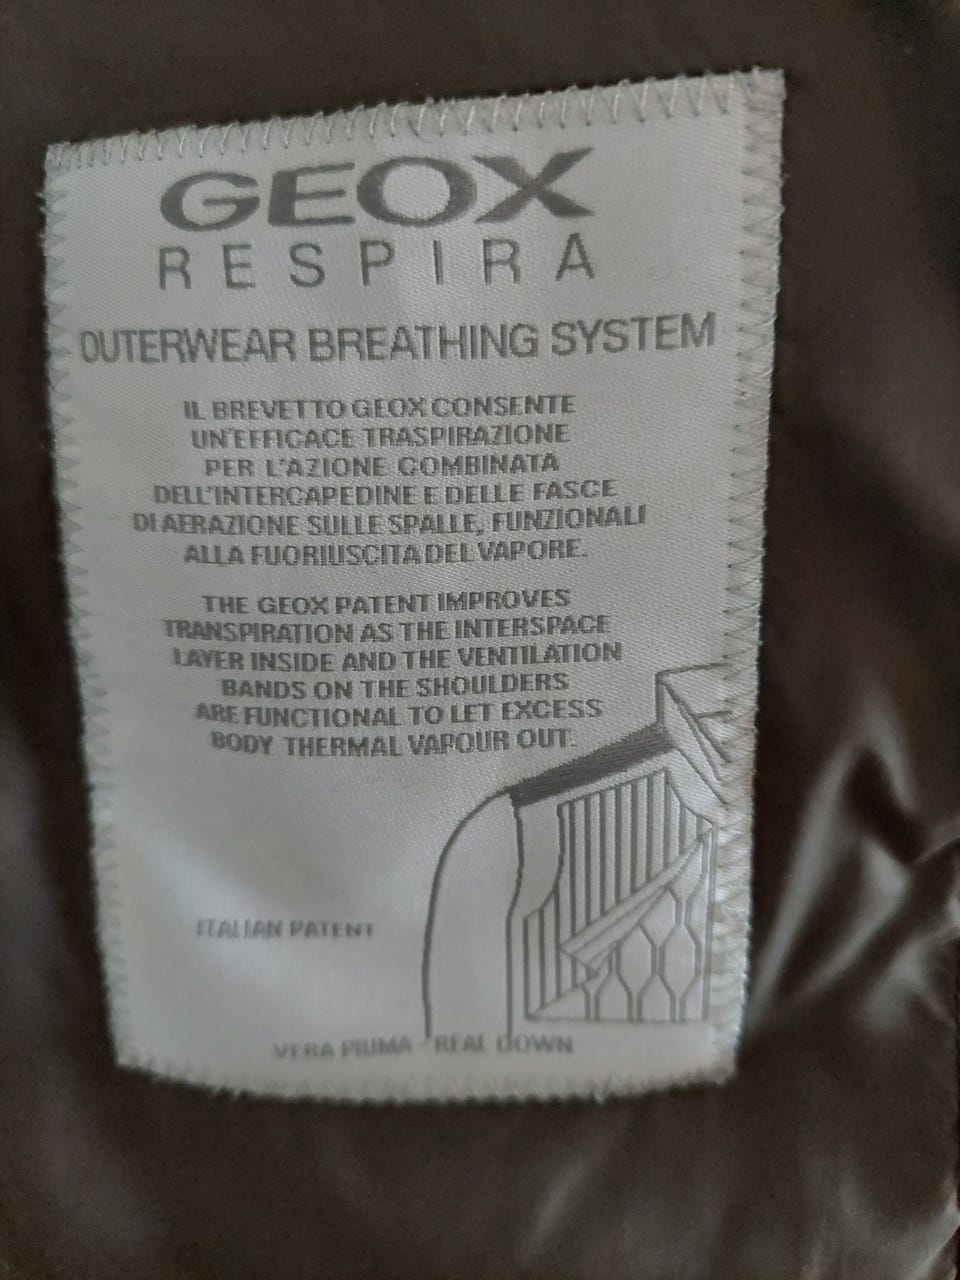 GEOX
RESPIRA
OUTERWEAR BREATHING SYSTEM
IL BREVETTO GEOX CONSENTE
UN'EFFICACE TRASPIRAZIONE
PER L'AZIONE COMBINATA
DELL'INTERCAPEDINE E DELLE FASCE
DI AERAZIONE SULLE SPALLE, FUNZIONALI
ALLA FUORIUSCITA DEL VAPORE.
THE GEOX PATENT IMPROVES
TRANSPIRATION AS THE INTERSPACE
LAYER INSIDE AND THE VENTILATION
BANDS ON THE SHOULDERS
ARE FUNCTIONAL TO LET EXCESS
BODY THERMAL VAPOUR OUT.
ITALIAN PATENT
VERA PIUMA - REAL DOWN